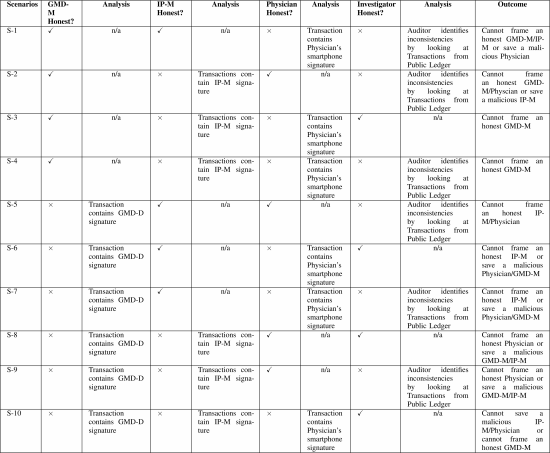 Scenarios GMD-M Honest? Analysis IP-M Honest? Analysis Physician Honest? Analysis Investigator Honest? Analysis Outcome
S-1 ✓ n/a ✓ n/a × Transaction contains Physician's smartphone signature × Auditor identifies inconsistencies by looking at Transactions from Public Ledger Cannot frame an honest GMD-M/IP-M or save a malicious Physician
S-2 ✓ n/a × Transactions contain IP-M signature ✓ n/a × Auditor identifies inconsistencies by looking at Transactions from Public Ledger Cannot frame an honest GMD-M/Physcian or save a malicious IP-M
S-3 ✓ n/a × Transactions contain IP-M signature × Transaction contains Physician's smartphone signature ✓ n/a Cannot frame an honest GMD-M
S-4 ✓ n/a × Transactions contain IP-M signature × Transaction contains Physician's smartphone signature × Auditor identifies inconsistencies by looking at Transactions from Public Ledger Cannot frame an honest GMD-M
S-5 × Transaction contains GMD-D signature ✓ n/a ✓ n/a × Auditor identifies inconsistencies by looking at Transactions from Public Ledger Cannot frame an honest IP-M/Physician
S-6 × Transaction contains GMD-D signature ✓ n/a × Transaction contains Physician's smartphone signature ✓ n/a Cannot frame an honest IP-M or save a malicious Physician/GMD-M
S-7 × Transaction contains GMD-D signature ✓ n/a × Transaction contains Physician's smartphone signature × Auditor identifies inconsistencies by looking at Transactions from Public Ledger Cannot frame an honest IP-M or save a malicious Physician/GMD-M
S-8 × Transaction contains GMD-D signature × Transactions contain IP-M signature ✓ n/a ✓ n/a Cannot frame an honest Physician or save a malicious GMD-M/IP-M
S-9 × Transaction contains GMD-D signature × Transactions contain IP-M signature ✓ n/a × Auditor identifies inconsistencies by looking at Transactions from Public Ledger Cannot frame an honest Physician or save a malicious GMD-M/IP-M
S-10 × Transaction contains GMD-D signature × Transactions contain IP-M signature × Transaction contains Physician's smartphone signature ✓ n/a Cannot save a malicious IP-M/Physician or cannot frame an honest GMD-M